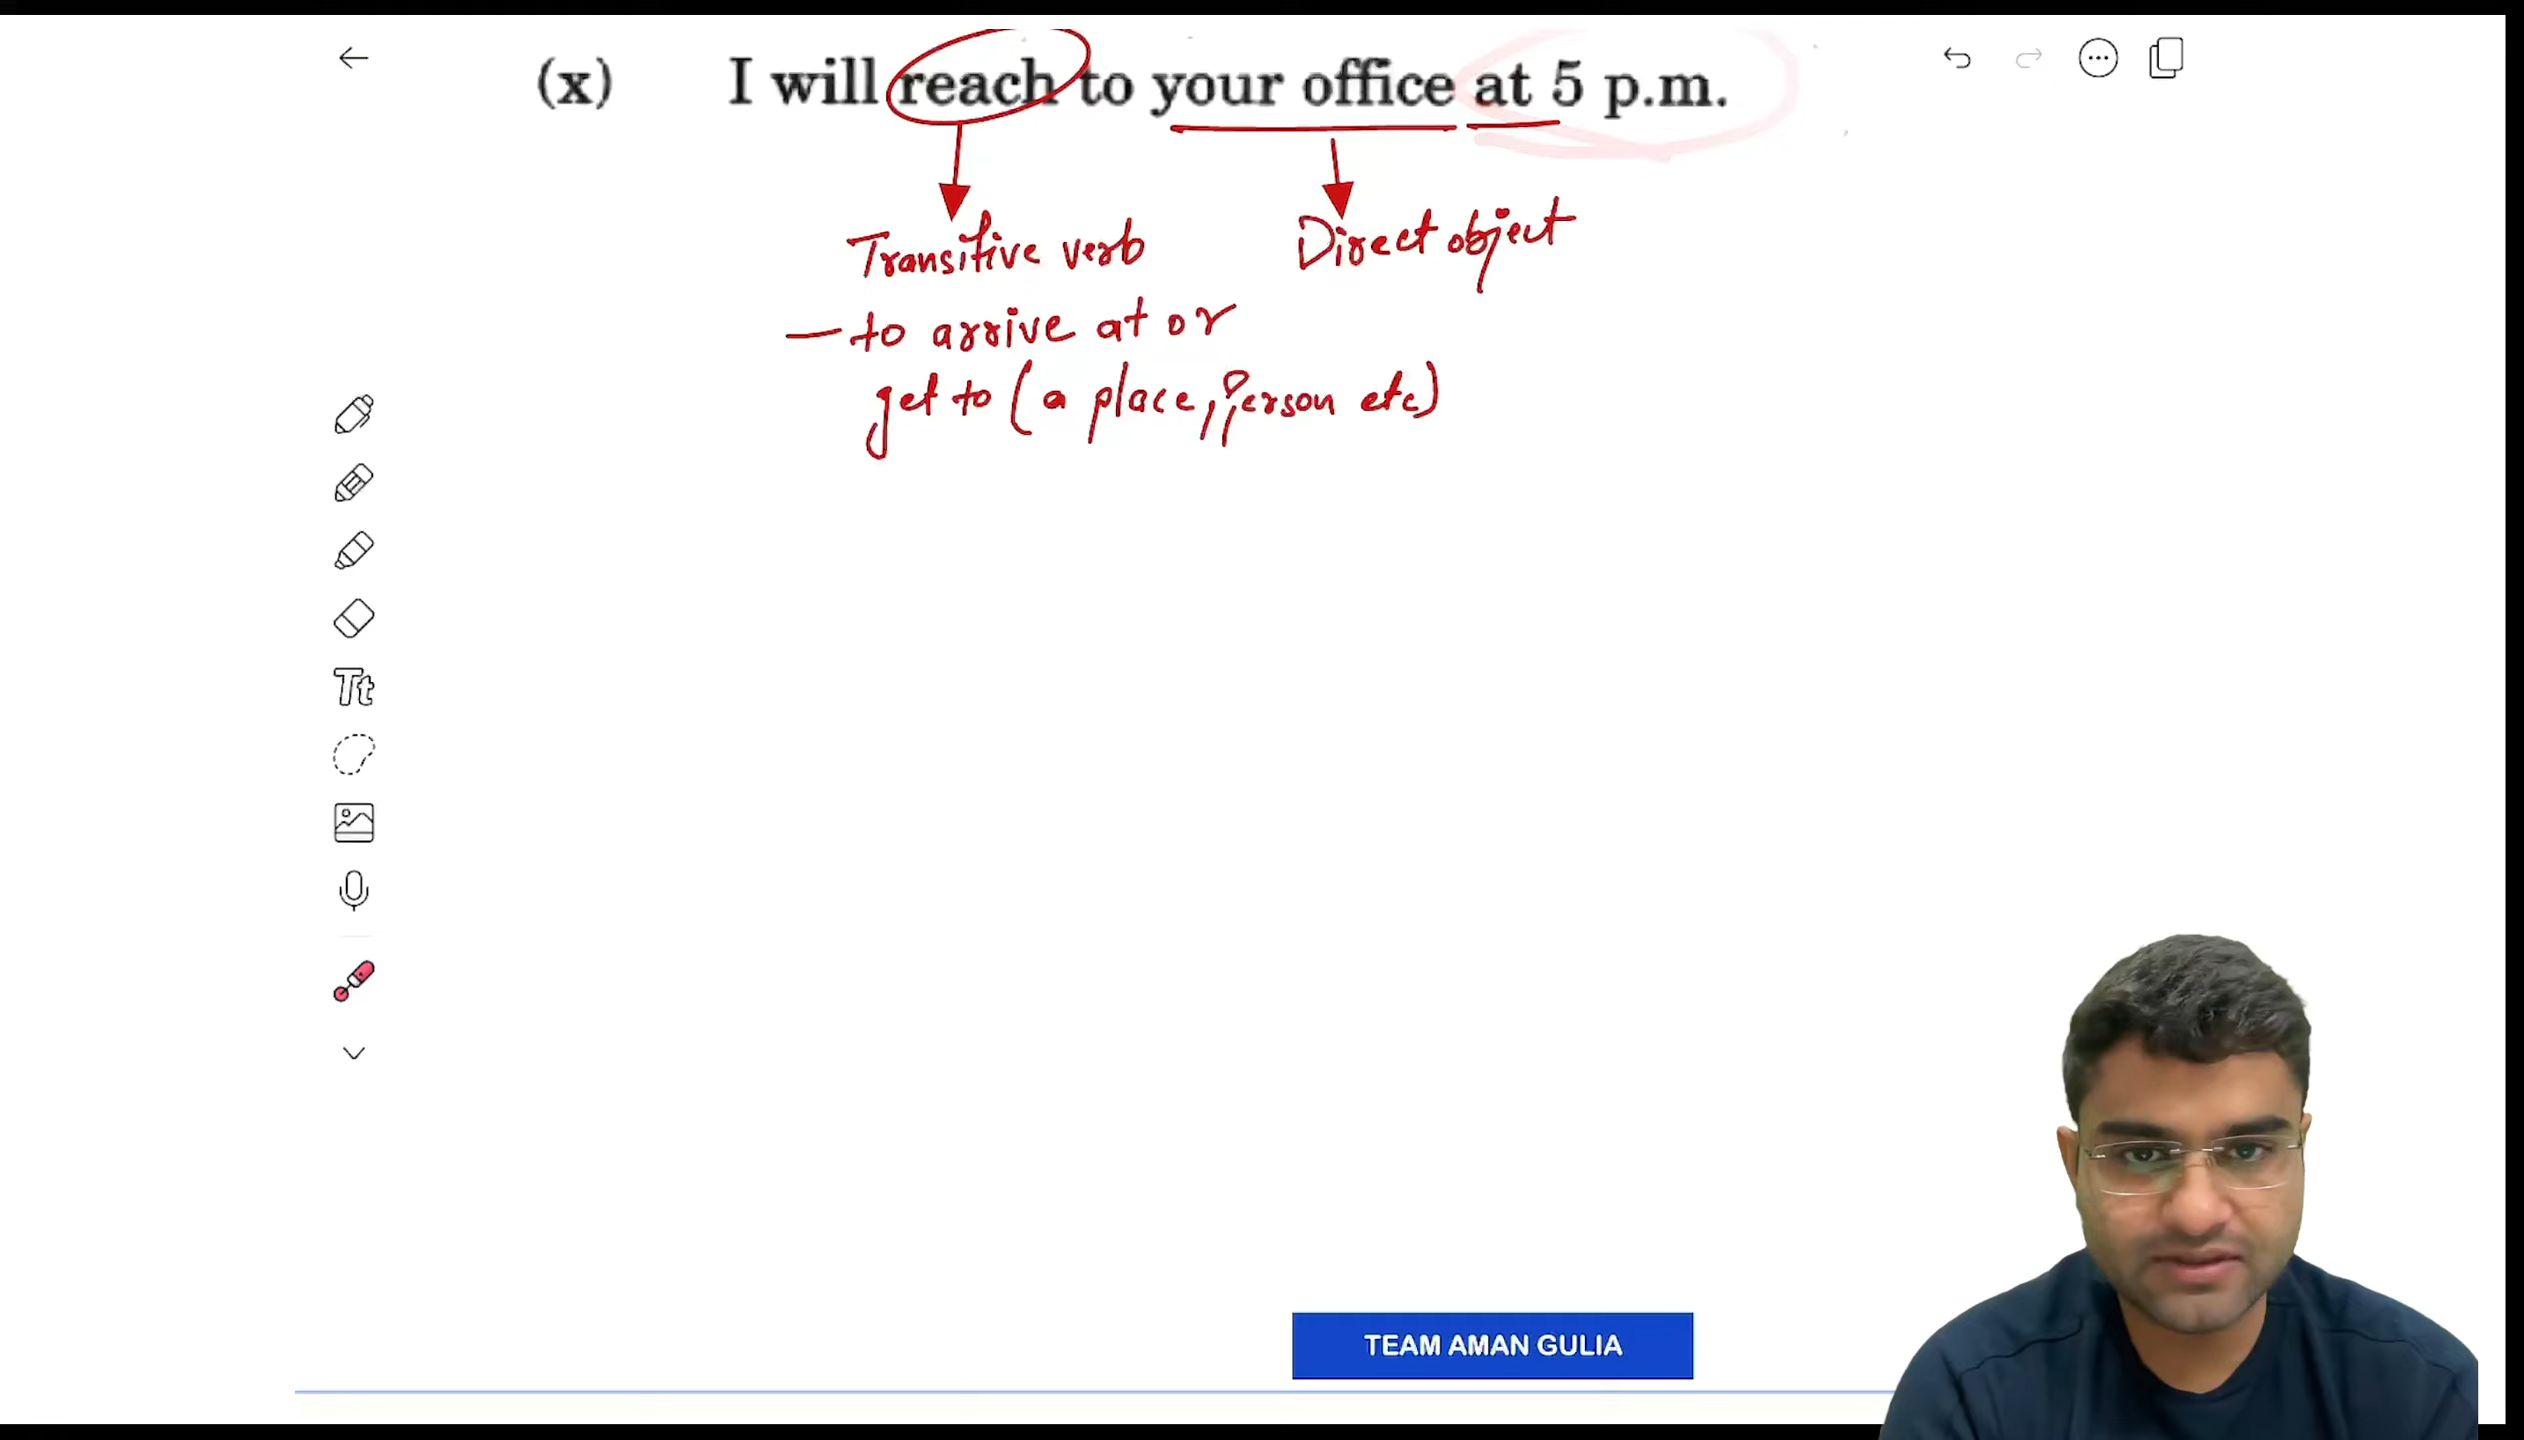 (x) I will reach to your office at 5 p.m.
Transitive verb Direct object
— to arrive at or
get to (a place, person etc)
Tt
TEAM AMAN GULIA